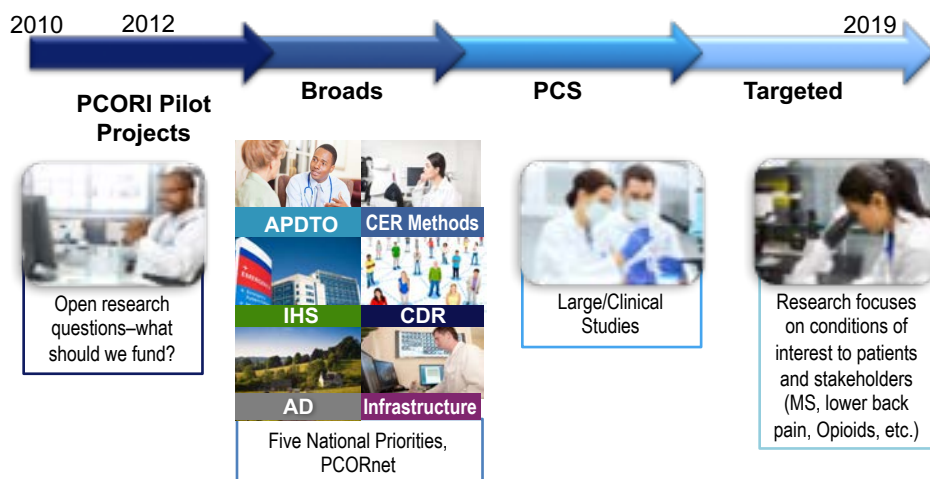 2010
2012
2019
PCORI Pilot
Projects
Broads
PCS
Targeted
APDTO
CER Methods
EMERGENCY
IHS
CDR
AD
Infrastructure
Open research
questions–what
should we fund?
Five National Priorities,
PCORnet
Large/Clinical
Studies
Research focuses
on conditions of
interest to patients
and stakeholders
(MS, lower back
pain, Opioids, etc.)